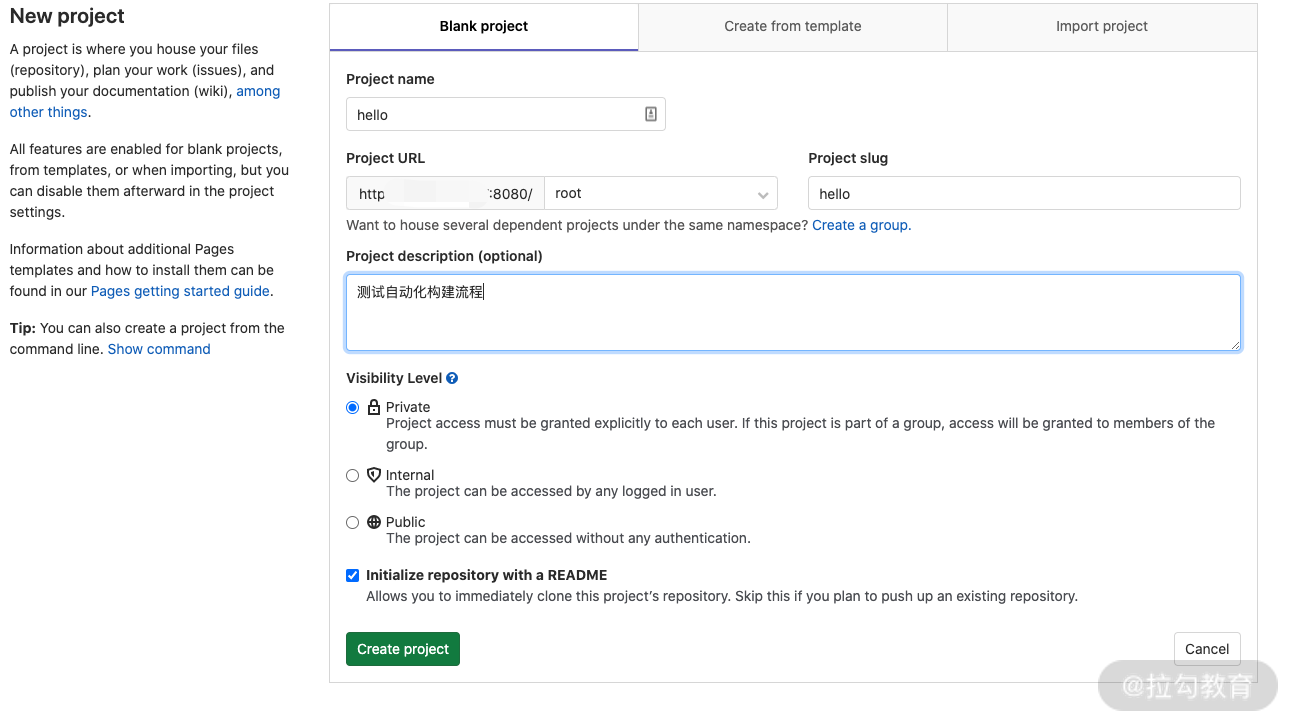 New project
A project is where you house your files
(repository), plan your work (issues), and
publish your documentation (wiki), among
other things.
All features are enabled for blank projects,
from templates, or when importing, but you
can disable them afterward in the project
settings.
Information about additional Pages
templates and how to install them can be
found in our Pages getting started guide.
Tip: You can also create a project from the
command line. Show command
Blank project
Create from template
Import project
Project name
hello
Project URL
Project slug
http :8080/
root
hello
Want to house several dependent projects under the same namespace? Create a group.
Project description (optional)
测试自动化构建流程
Visibility Level
Private
Project access must be granted explicitly to each user. If this project is part of a group, access will be granted to members of the
group.
Internal
The project can be accessed by any logged in user.
Public
The project can be accessed without any authentication.
Initialize repository with a README
Allows you to immediately clone this project's repository. Skip this if you plan to push up an existing repository.
Create project
Cancel
@拉勾教育